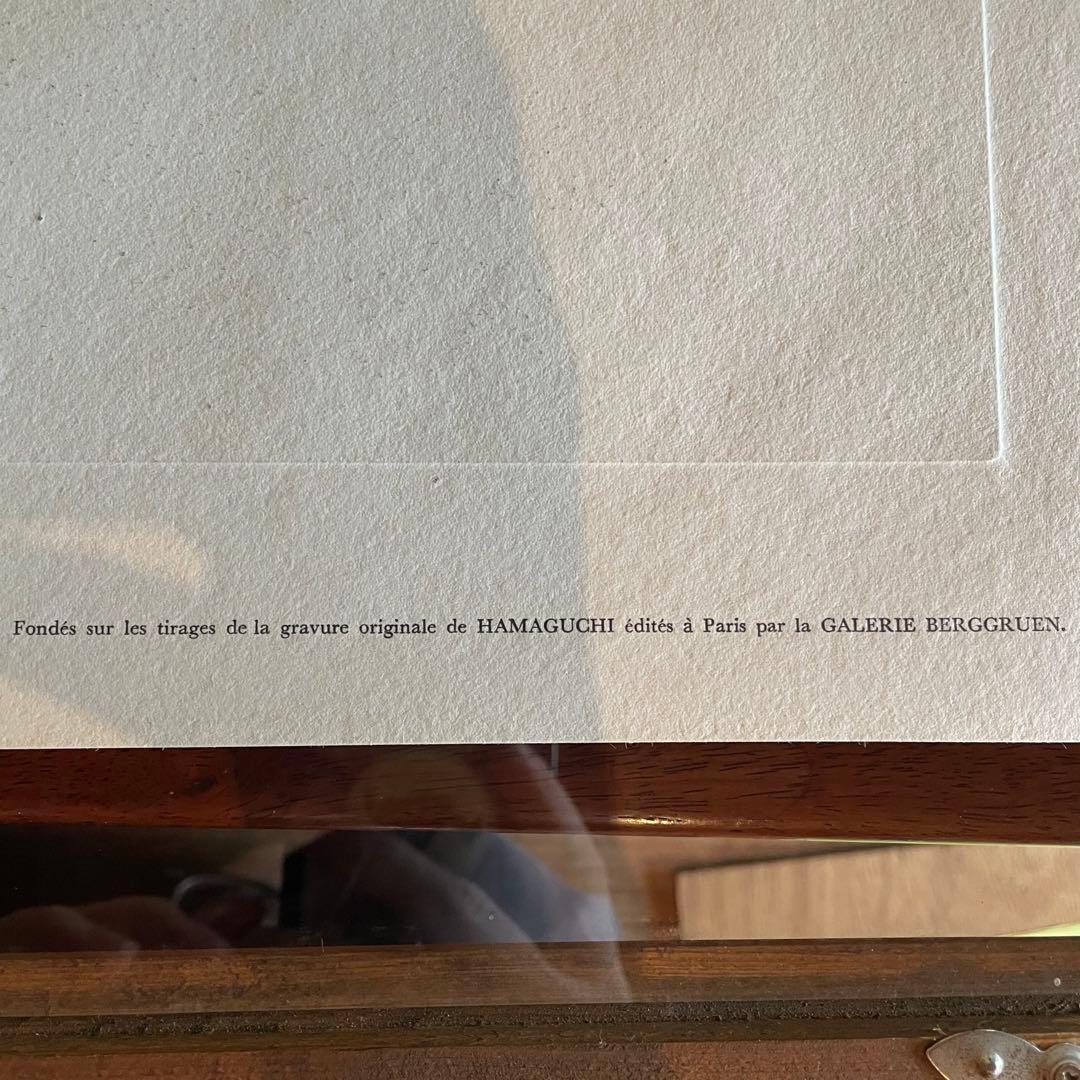 Fondés sur les tirages de la gravure originale de HAMAGUCHI édités à Paris par la GALERIE BERGGRUEN.